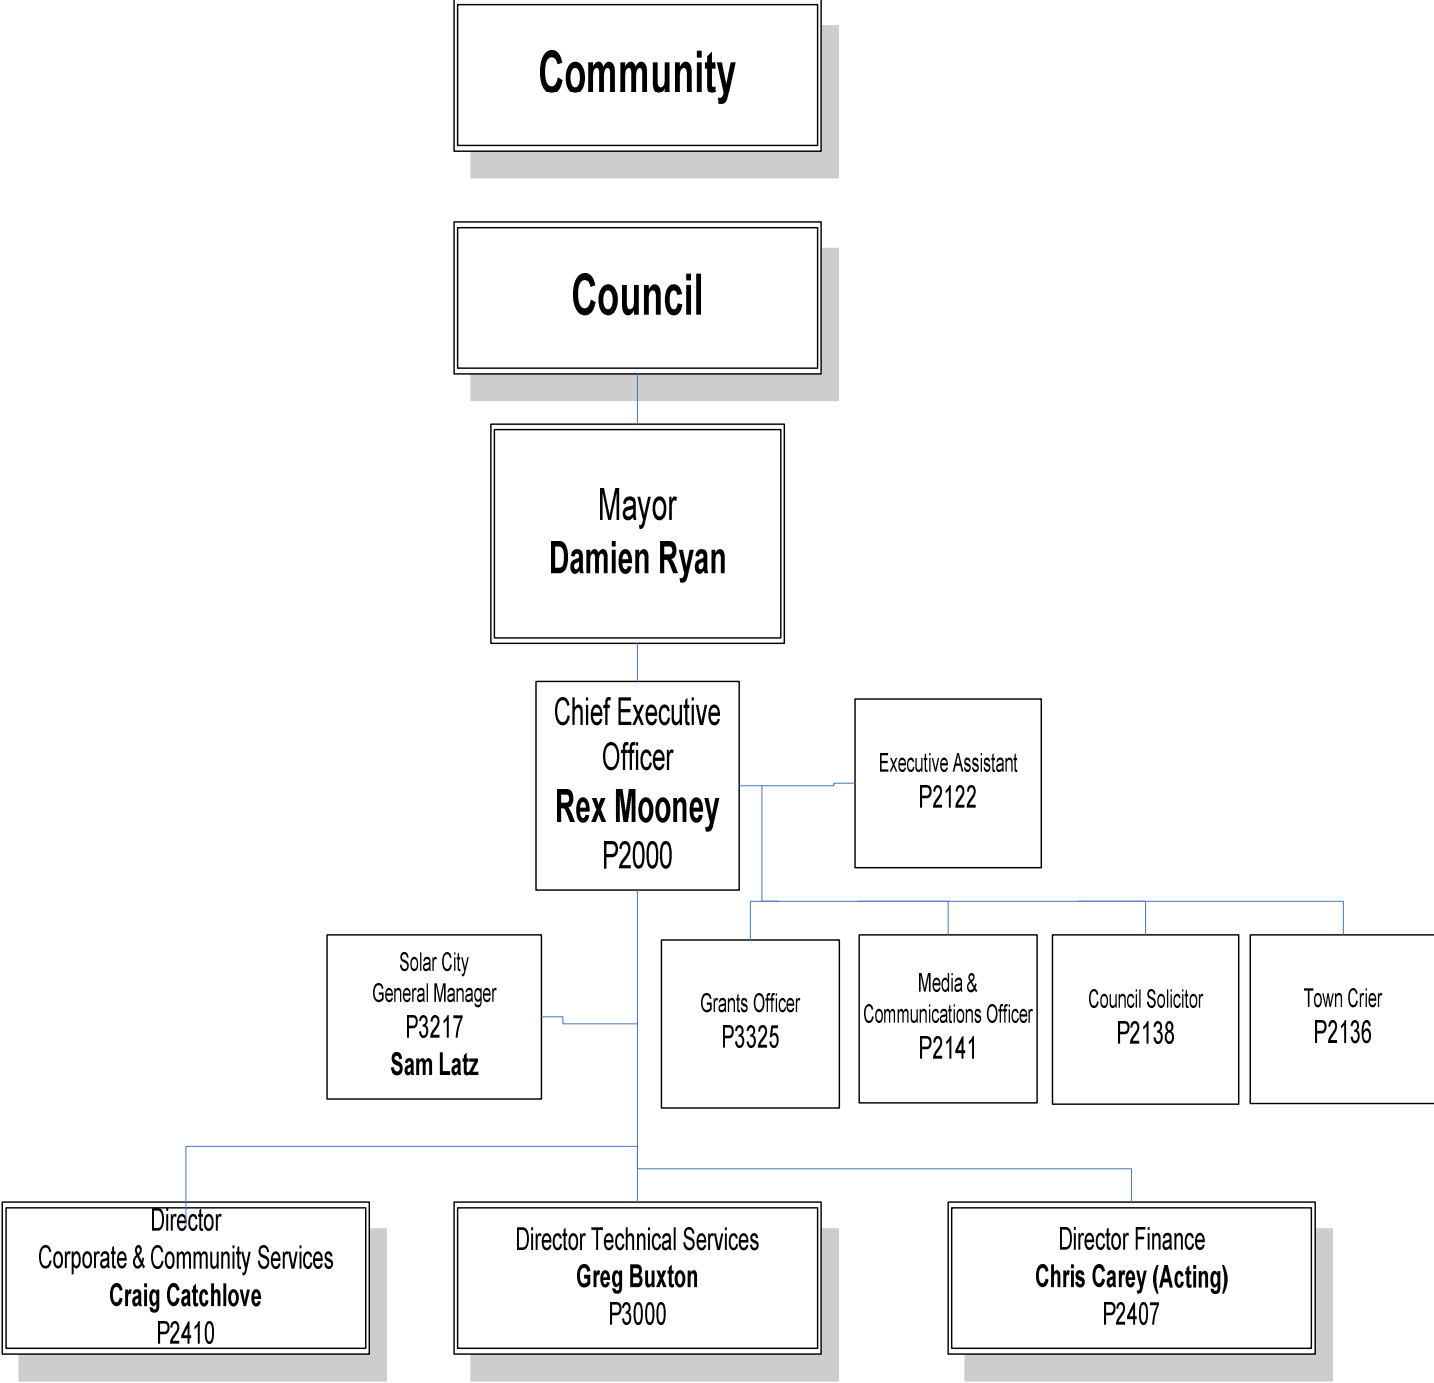 Community
Council
Mayor
Damien Ryan
Chief Executive
Officer
Rex Mooney
P2000
Executive Assistant
P2122
Solar City
General Manager
P3217
Sam Latz
Grants Officer
P3325
Media &
Communications Officer
P2141
Council Solicitor
P2138
Town Crier
P2136
Director
Corporate & Community Services
Craig Catchlove
P2410
Director Technical Services
Greg Buxton
P3000
Director Finance
Chris Carey (Acting)
P2407